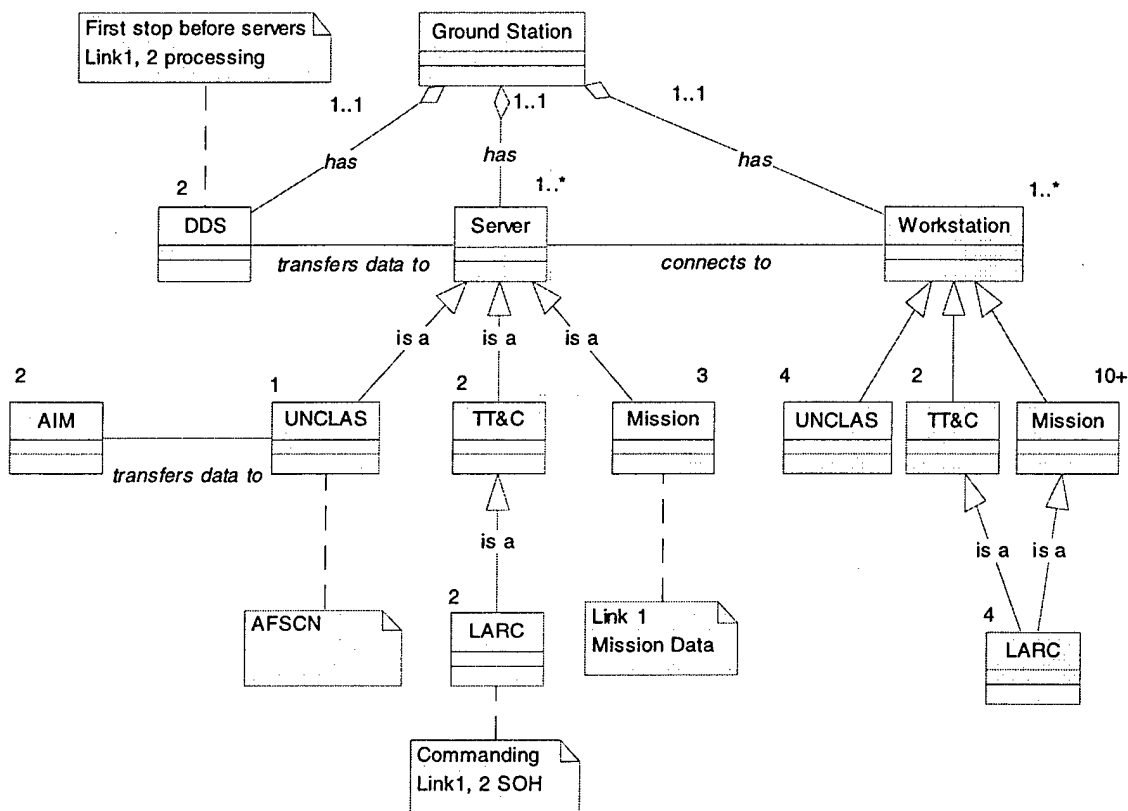 First stop before servers
Link1, 2 processing
Ground Station
1..1
1..1
1..1
has
has
has
2
1..*
1..*
DDS
Server
Workstation
transfers data to
connects to
is a
is a
is a
2
1
2
3
4
2
10+
AIM
UNCLAS
TT&C
Mission
UNCLAS
TT&C
Mission
transfers data to
is a
is a
is a
AFSCN
2
LARC
Link 1
Mission Data
4
LARC
Commanding
Link1, 2 SOH